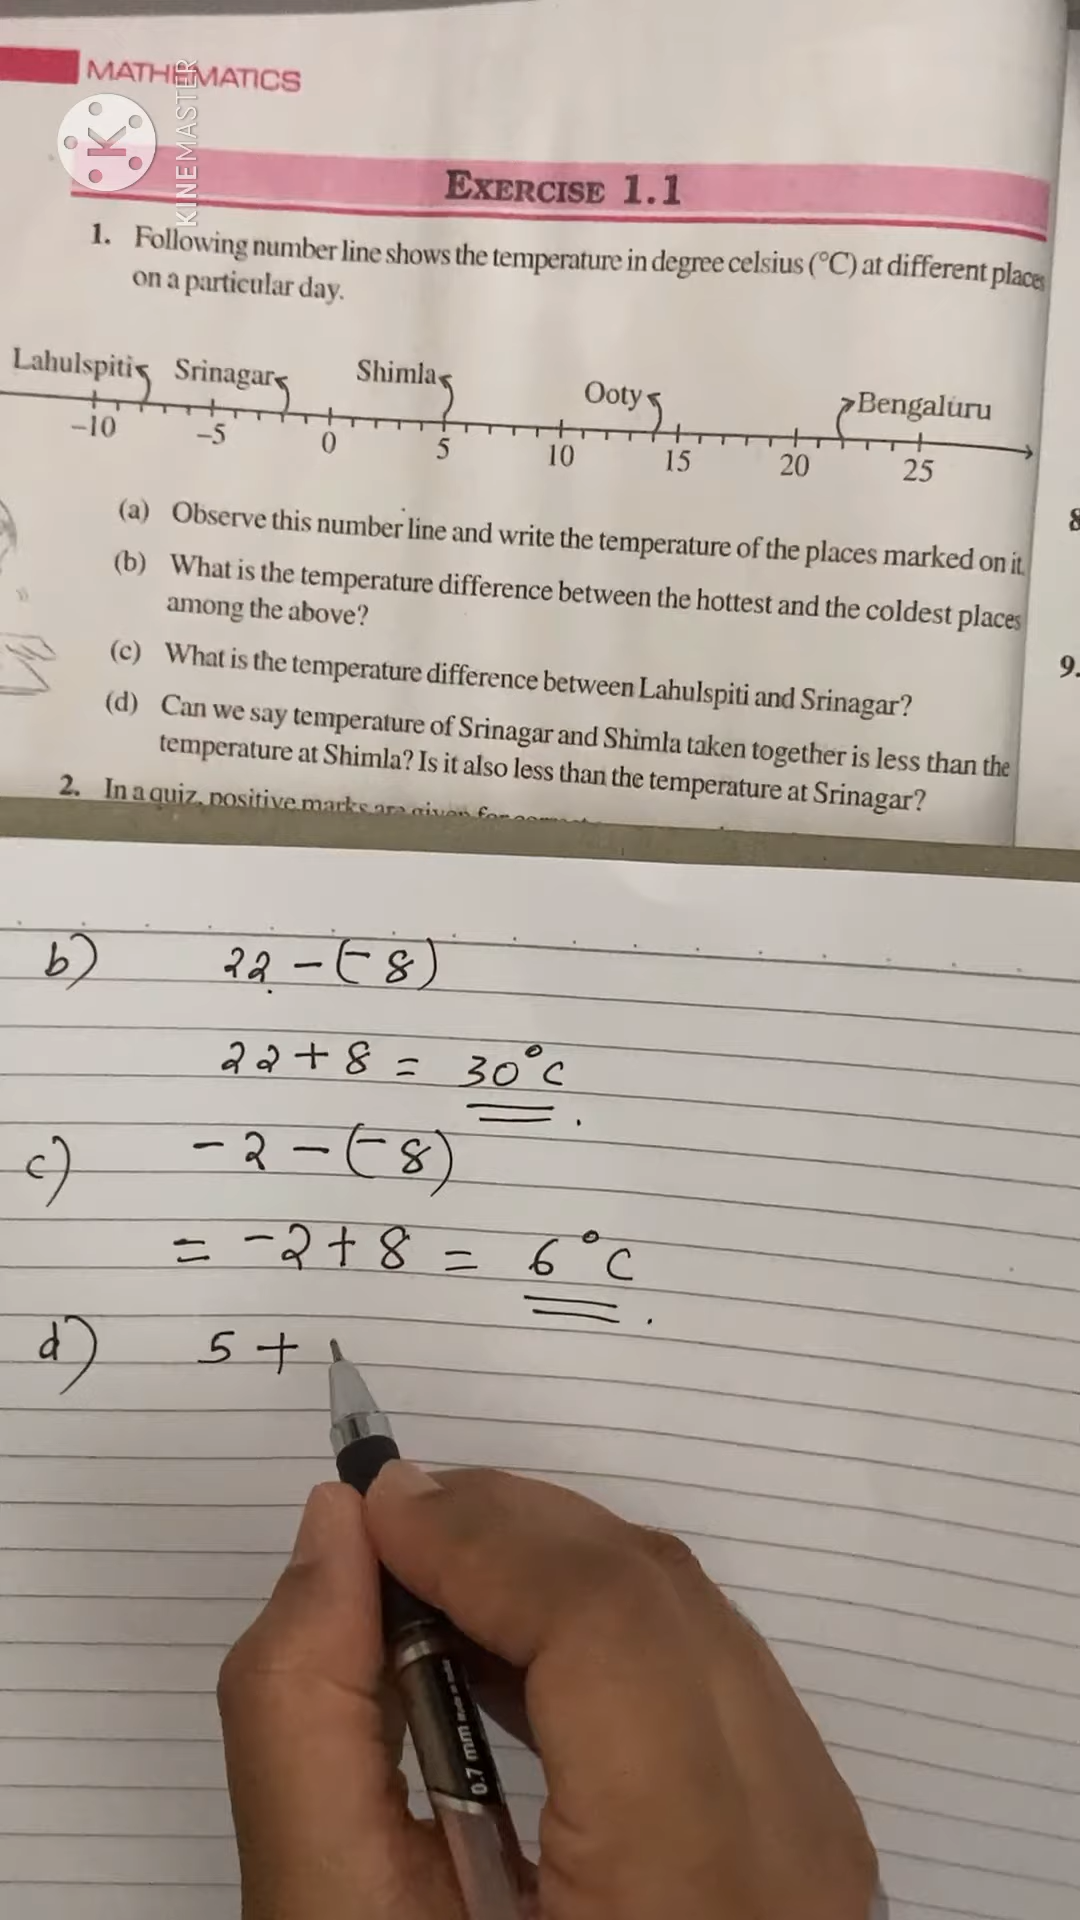 MATHEMATICS
KINEMASTER
EXERCISE 1.1
1. Following number line shows the temperature in degree celsius (°C) at different places
on a particular day.
Lahulspiti Srinagar Shimla Ooty Bengaluru
–10 –5 0 5 10 15 20 25
(a) Observe this number line and write the temperature of the places marked on it.
(b) What is the temperature difference between the hottest and the coldest places
among the above?
(c) What is the temperature difference between Lahulspiti and Srinagar?
(d) Can we say temperature of Srinagar and Shimla taken together is less than the
temperature at Shimla? Is it also less than the temperature at Srinagar?
2. In a quiz, positive marks are given for
8
9.
b) 22 - (-8)
22 + 8 = 30°C
c) -2 - (-8)
= -2 + 8 = 6°C
d) 5 +
0.7 mm